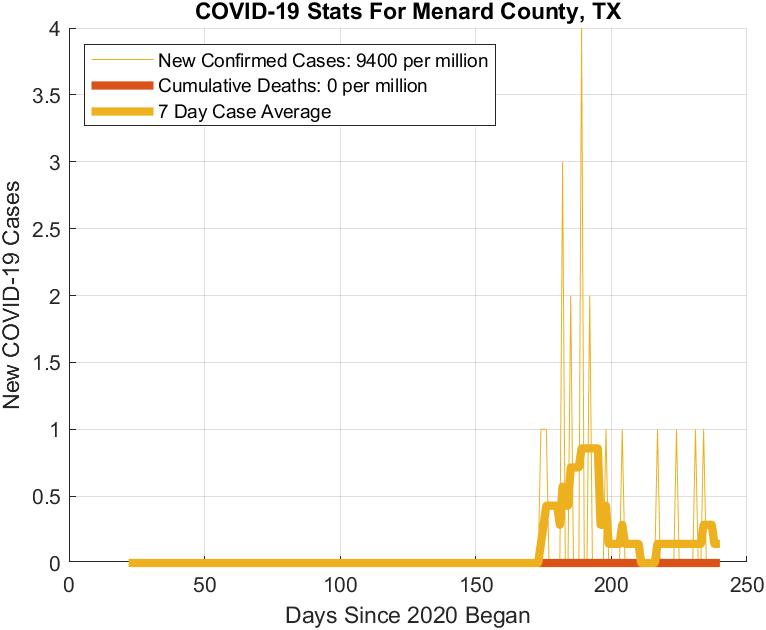 COVID-19 Stats For Menard County, TX
New Confirmed Cases: 9400 per million
Cumulative Deaths: 0 per million
7 Day Case Average
4
3.5
3
2.5
2
1.5
1
0.5
0
New COVID-19 Cases
0 50 100 150 200 250
Days Since 2020 Began